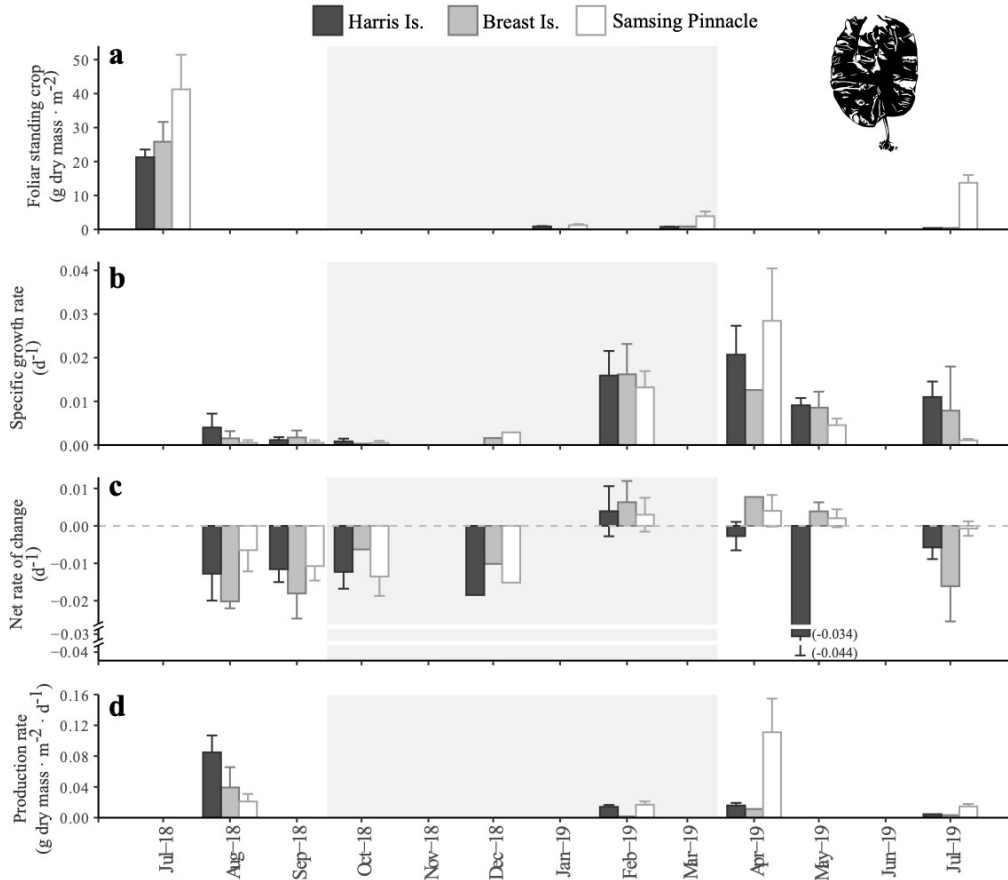 Harris Is. Breast Is. Samsing Pinnacle
a
Foliar standing crop
(g dry mass · m-2)
50
40
30
20
10
0
b
Specific growth rate
(d-1)
0.04
0.03
0.02
0.01
0.00
c
Net rate of change
(d-1)
0.01
0.00
−0.01
−0.02
−0.03
−0.04
(-0.034)
(-0.044)
d
Production rate
(g dry mass · m-2 · d-1)
0.16
0.12
0.08
0.04
0.00
Jul−18
Aug−18
Sep−18
Oct−18
Nov−18
Dec−18
Jan−19
Feb−19
Mar−19
Apr−19
May−19
Jun−19
Jul−19